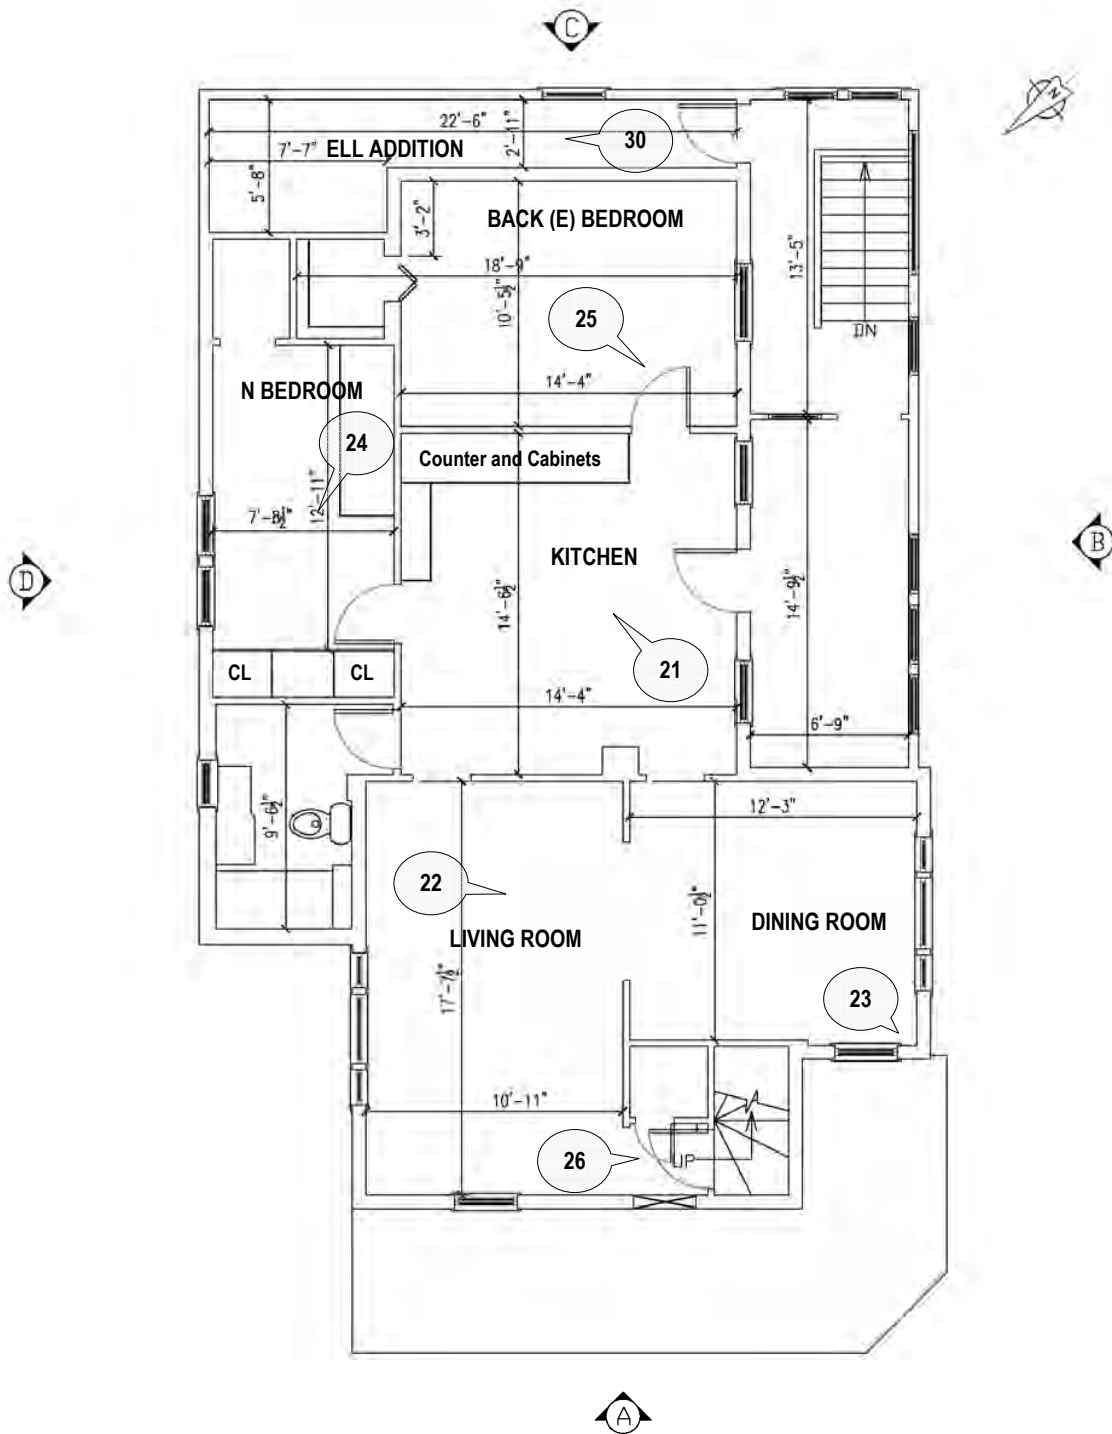 C
N
22'-6"
30
7'-7"
ELL ADDITION
2'-11"
5'-8"
3'-2"
BACK (E) BEDROOM
18'-9"
13'-5"
10'-5½"
25
DN
14'-4"
N BEDROOM
24
Counter and Cabinets
12'-11"
7'-8½"
D
B
KITCHEN
14'-6½"
14'-9½"
CL
CL
21
14'-4"
6'-9"
9'-6½"
12'-3"
22
11'-0½"
DINING ROOM
LIVING ROOM
17'-7½"
23
10'-11"
26
UP
A